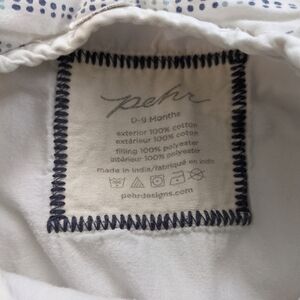 pehr
0-9 Months
exterior 100% cotton
extérieur 100% coton
filling 100% polyester
intérieur 100% polyester
made in india/fabriqué en inde
pehrdesigns.com